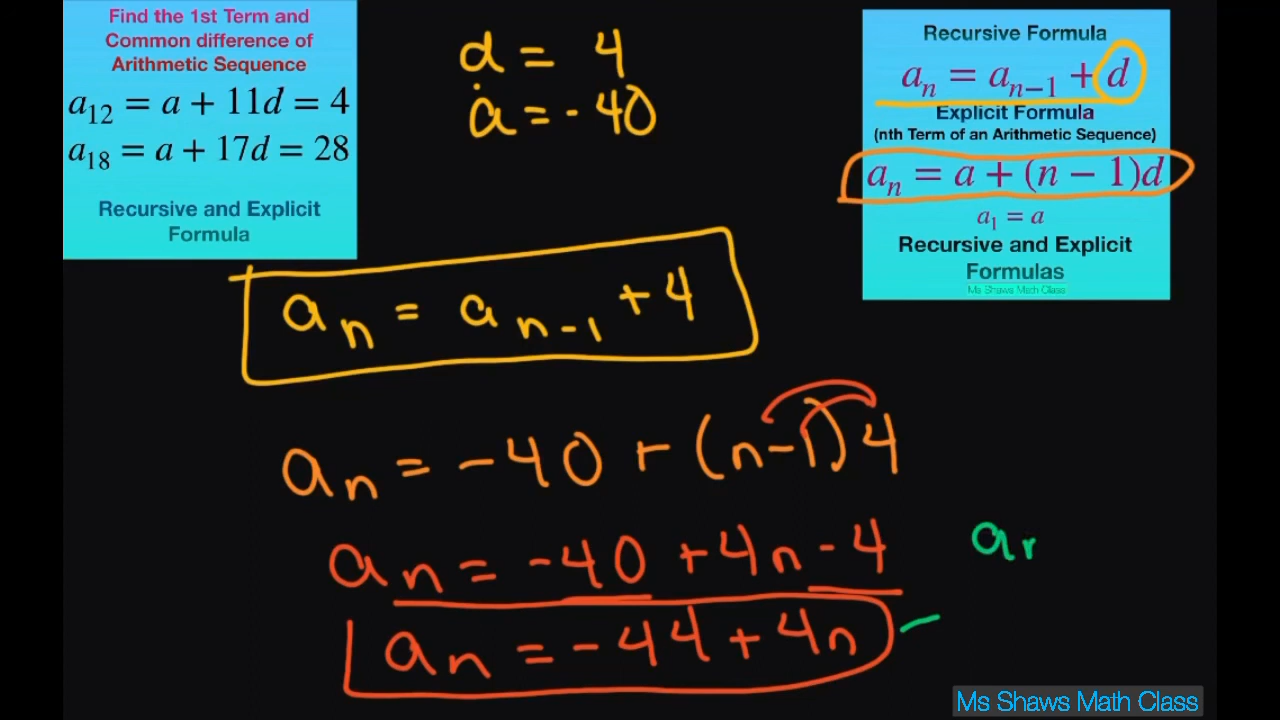 Find the 1st Term and
Common difference of
Arithmetic Sequence
a₁₂ = a + 11d = 4
a₁₈ = a + 17d = 28
Recursive and Explicit
Formula
d = 4
a = -40
Recursive Formula
aₙ = aₙ₋₁ + d
Explicit Formula
(nth Term of an Arithmetic Sequence)
aₙ = a + (n − 1)d
a₁ = a
Recursive and Explicit
Formulas
Ms Shaws Math Class
aₙ = aₙ₋₁ + 4
aₙ = -40 + (n-1)4
aₙ = -40 + 4n - 4
aₙ = -44 + 4n
Ms Shaws Math Class